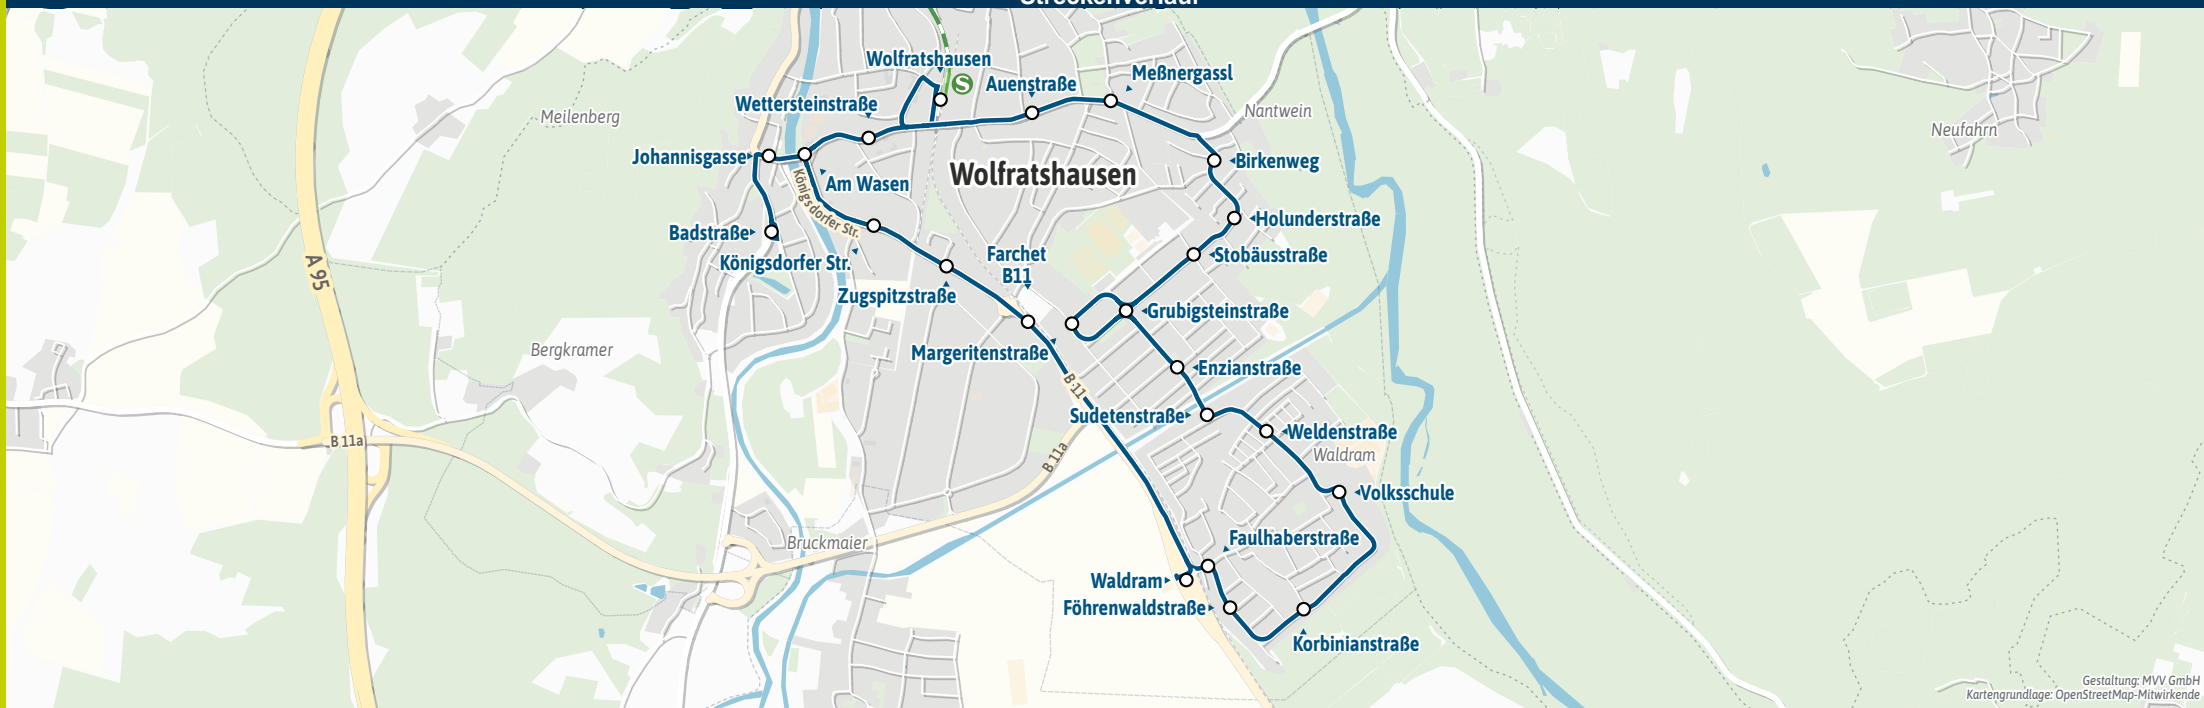 Streckenverlauf
Wolfratshausen
S
Meßnergassl
Auenstraße
Wettersteinstraße
Meilenberg
Nantwein
Neufahrn
Johannisgasse
Birkenweg
Wolfratshausen
Am Wasen
Königsdorfer Str.
Holunderstraße
Badstraße
Königsdorfer Str.
Farchet
B11
Stobäusstraße
A 95
Zugspitzstraße
Grubigsteinstraße
Bergkramer
Margeritenstraße
Enzianstraße
B 11
Sudetenstraße
Weldenstraße
Waldram
B 11a
B 11a
Volksschule
Bruckmaier
Faulhaberstraße
Waldram
Föhrenwaldstraße
Korbinianstraße
Gestaltung: MVV GmbH
Kartengrundlage: OpenStreetMap-Mitwirkende